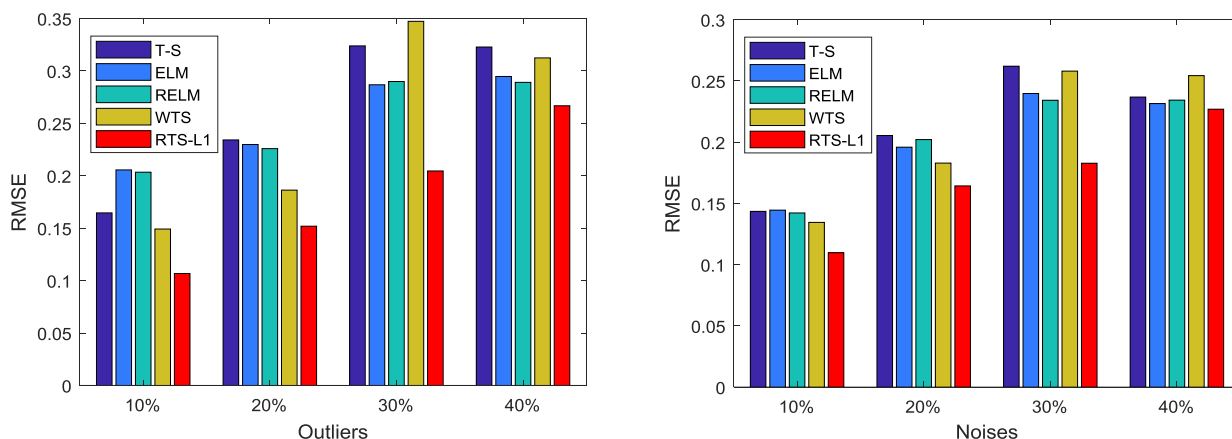 0.35
0.3
0.25
0.2
0.15
0.1
0.05
0
RMSE
T-S
ELM
RELM
WTS
RTS-L1
10% 20% 30% 40%
Outliers
0.3
0.25
0.2
0.15
0.1
0.05
0
RMSE
T-S
ELM
RELM
WTS
RTS-L1
10% 20% 30% 40%
Noises